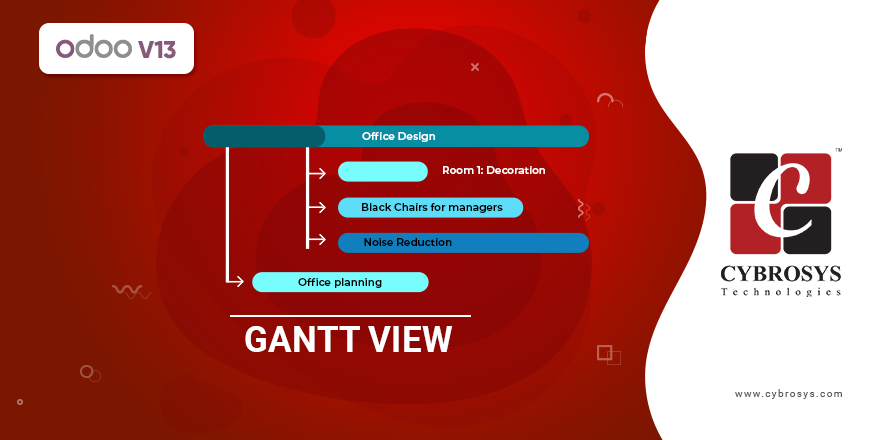 odoo V13
Office Design
Room 1: Decoration
Black Chairs for managers
Noise Reduction
Office planning
GANTT VIEW
C
TM
CYBROSYS
Technologies
www.cybrosys.com